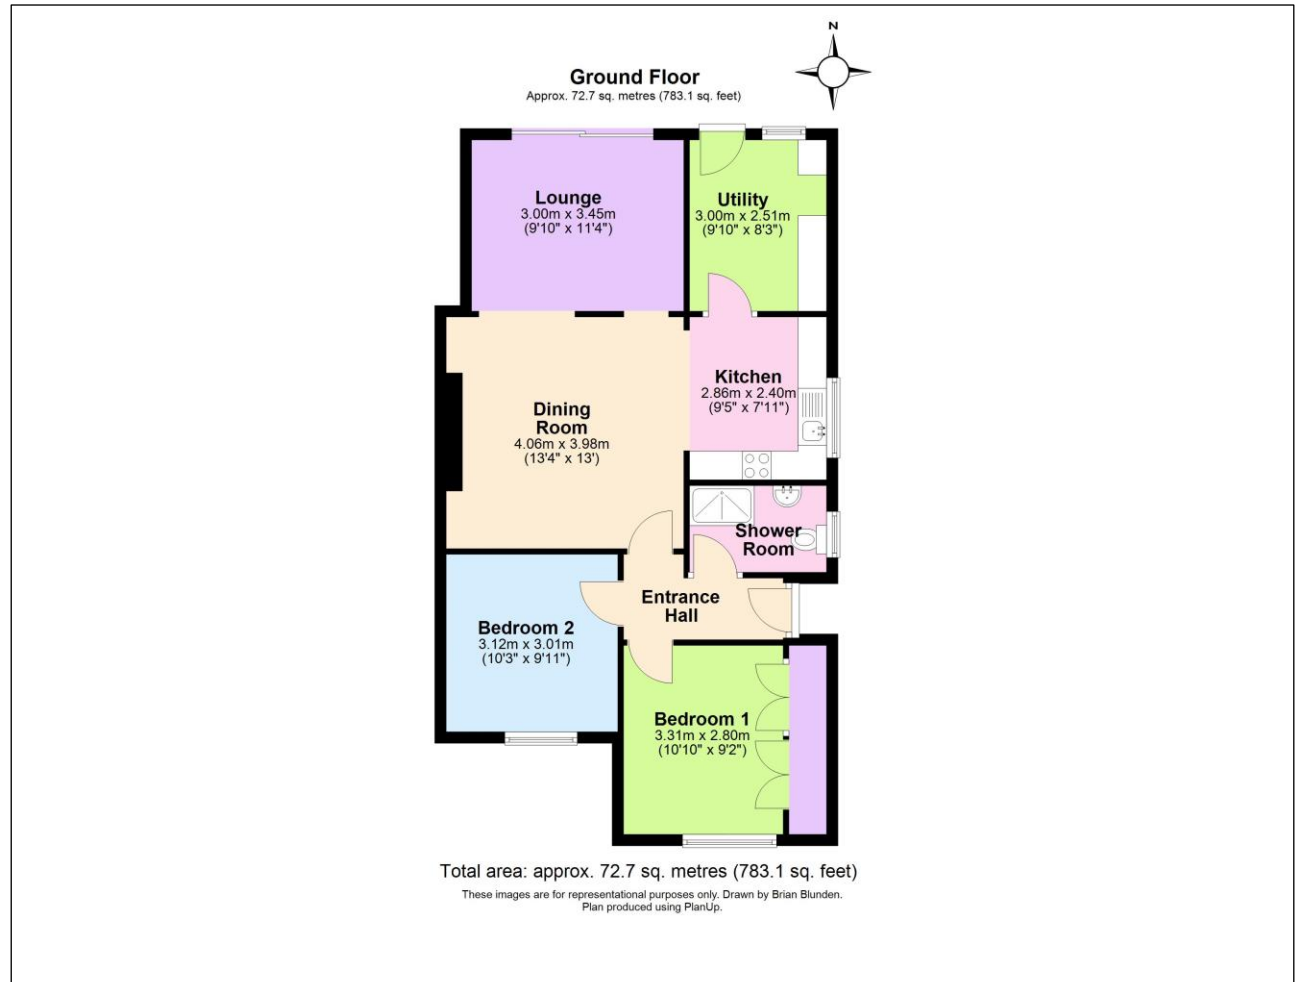 N
Ground Floor
Approx. 72.7 sq. metres (783.1 sq. feet)
Lounge
3.00m x 3.45m
(9'10" x 11'4")
Utility
3.00m x 2.51m
(9'10" x 8'3")
Kitchen
2.86m x 2.40m
(9'5" x 7'11")
Dining
Room
4.06m x 3.98m
(13'4" x 13')
Shower
Room
Entrance
Hall
Bedroom 2
3.12m x 3.01m
(10'3" x 9'11")
Bedroom 1
3.31m x 2.80m
(10'10" x 9'2")
Total area: approx. 72.7 sq. metres (783.1 sq. feet)
These images are for representational purposes only. Drawn by Brian Blunden.
Plan produced using PlanUp.